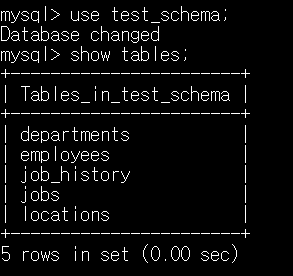 mysql> use test_schema;
Database changed
mysql> show tables;
+-----------------------+
| Tables_in_test_schema |
+-----------------------+
| departments           |
| employees             |
| job_history           |
| jobs                  |
| locations             |
+-----------------------+
5 rows in set (0.00 sec)